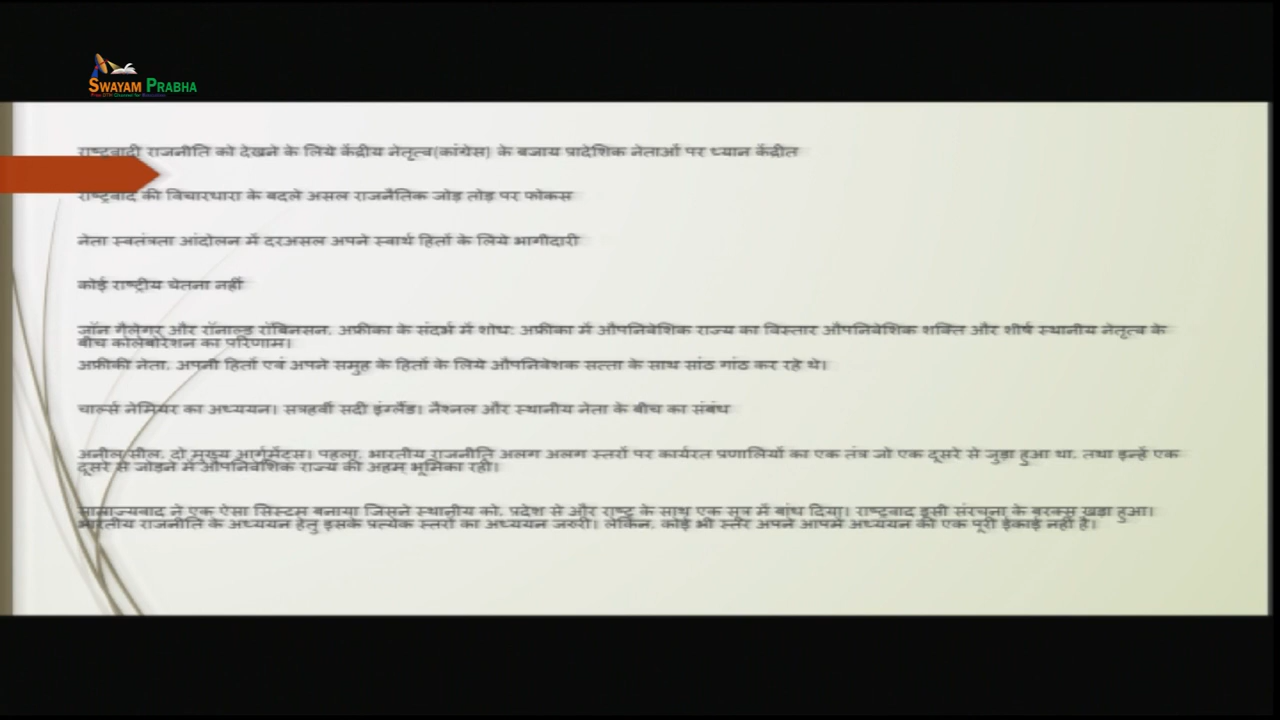 SWAYAM PRABHA
राष्ट्रवादी राजनीति को देखने के लिये केंद्रीय नेतृत्व(कांग्रेस) के बजाय प्रादेशिक नेताओं पर ध्यान केंद्रीत
राष्ट्रवाद की विचारधारा के बदले असल राजनैतिक जोड़ तोड़ पर फोकस
नेता स्वतंत्रता आंदोलन में दरअसल अपने स्वार्थ हितों के लिये भागीदारी
कोई राष्ट्रीय चेतना नहीं
जॉन गैलेगर और रॉनाल्ड रॉबिनसन. अफ्रीका के संदर्भ में शोध: अफ्रीका में औपनिवेशिक राज्य का विस्तार औपनिवेशिक शक्ति और शीर्ष स्थानीय नेतृत्व के
बीच कोलेबोरेशन का परिणाम।
अफ्रीकी नेता, अपनी हितों एवं अपने समुह के हितों के लिये औपनिवेशक सत्ता के साथ सांठ गांठ कर रहे थे।
चार्ल्स नेमियर का अध्ययन। सत्रहवीं सदी इंग्लैंड। नैश्नल और स्थानीय नेता के बीच का संबंध
अनील सील. दो मुख्य आर्गमेंट्स। पहला, भारतीय राजनीति अलग अलग स्तरों पर कार्यरत प्रणालियों का एक तंत्र जो एक दूसरे से जुड़ा हुआ था, तथा इन्हें एक
दूसरे से जोड़ने में औपनिवेशिक राज्य की अहम् भूमिका रही।
साम्राज्यवाद ने एक ऐसा सिस्टम बनाया जिसने स्थानीय को, प्रदेश से और राष्ट्र के साथ एक सूत्र में बांध दिया। राष्ट्रवाद इसी संरचना के बरक्स खड़ा हुआ।
भारतीय राजनीति के अध्ययन हेतु इसके प्रत्येक स्तरों का अध्ययन जरुरी। लेकिन, कोई भी स्तर अपने आपमें अध्ययन की एक पूरी ईकाई नहीं है।